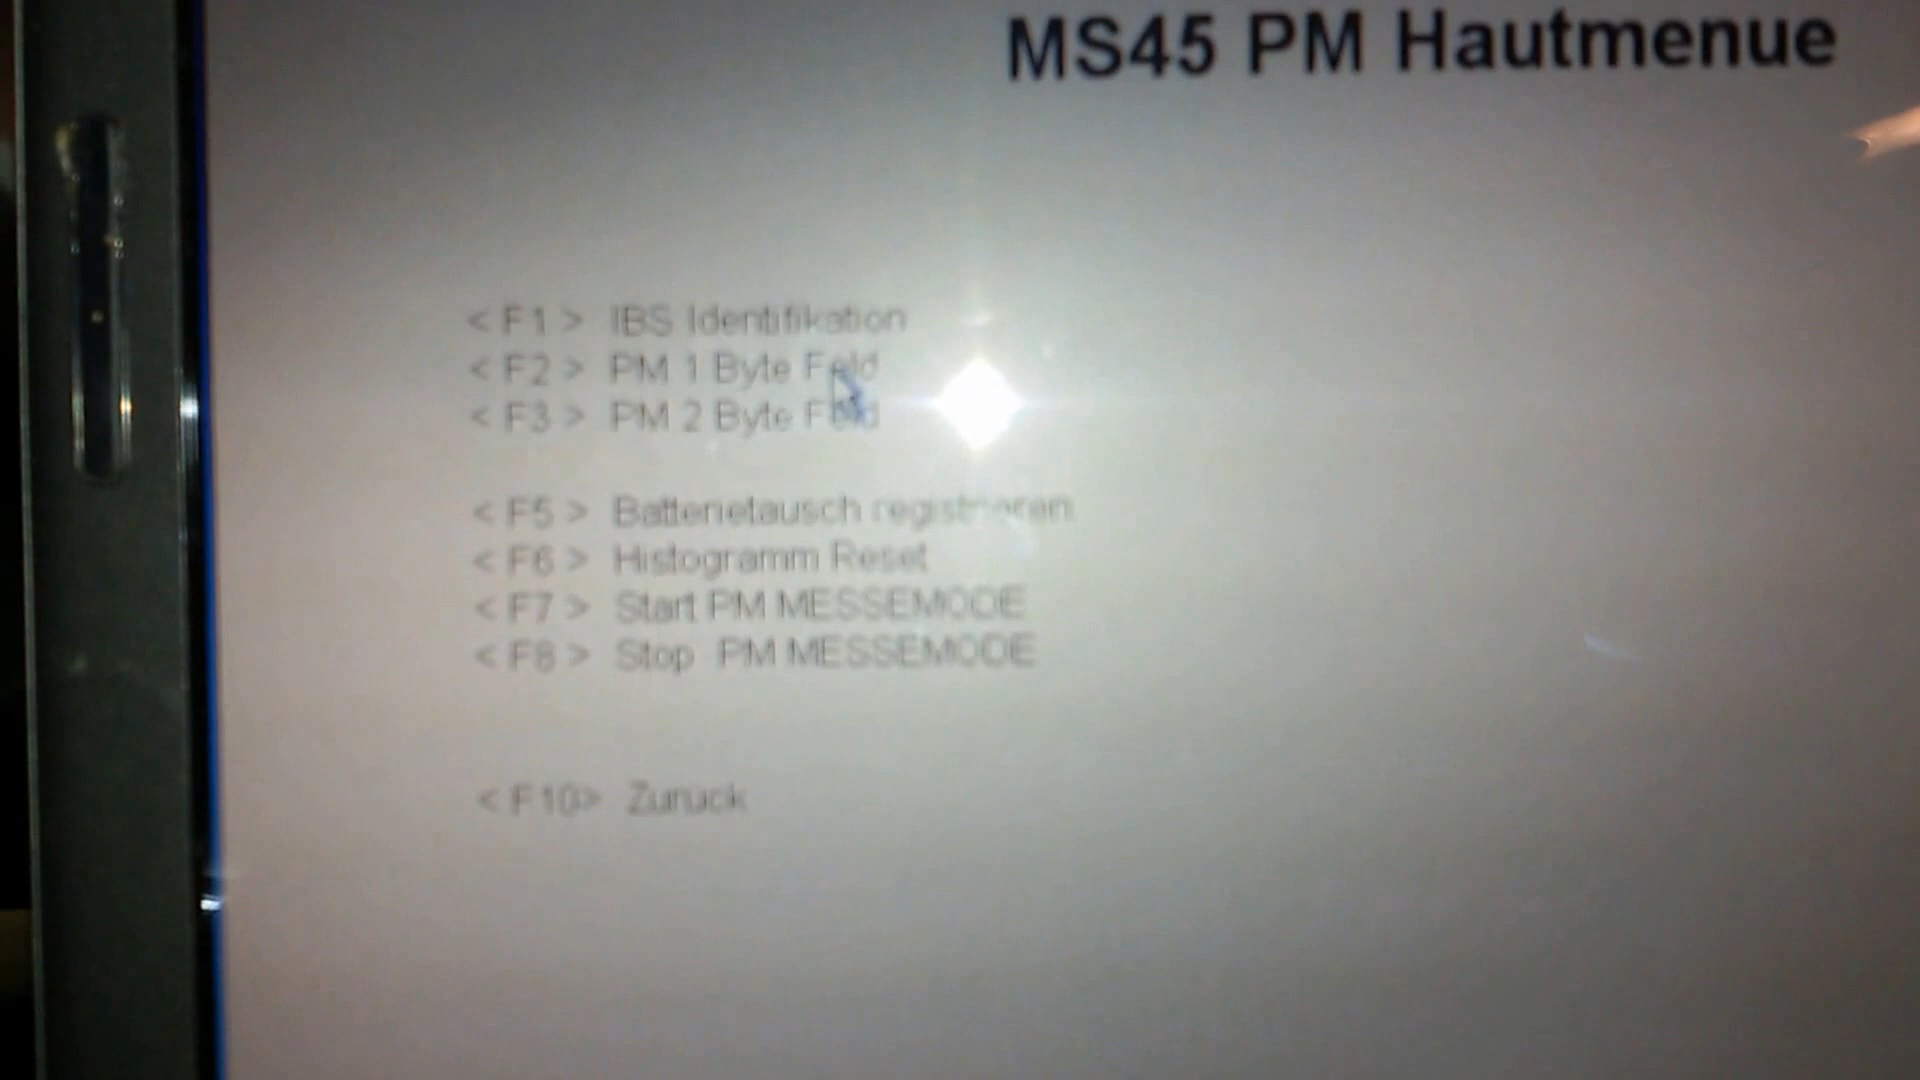 MS45 PM Hautmenue
< F1 > IBS Identifikation
< F2 > PM 1 Byte Feld
< F3 > PM 2 Byte Feld
< F5 > Batterietausch registrieren
< F6 > Histogramm Reset
< F7 > Start PM MESSEMODE
< F8 > Stop PM MESSEMODE
< F10> Zurück